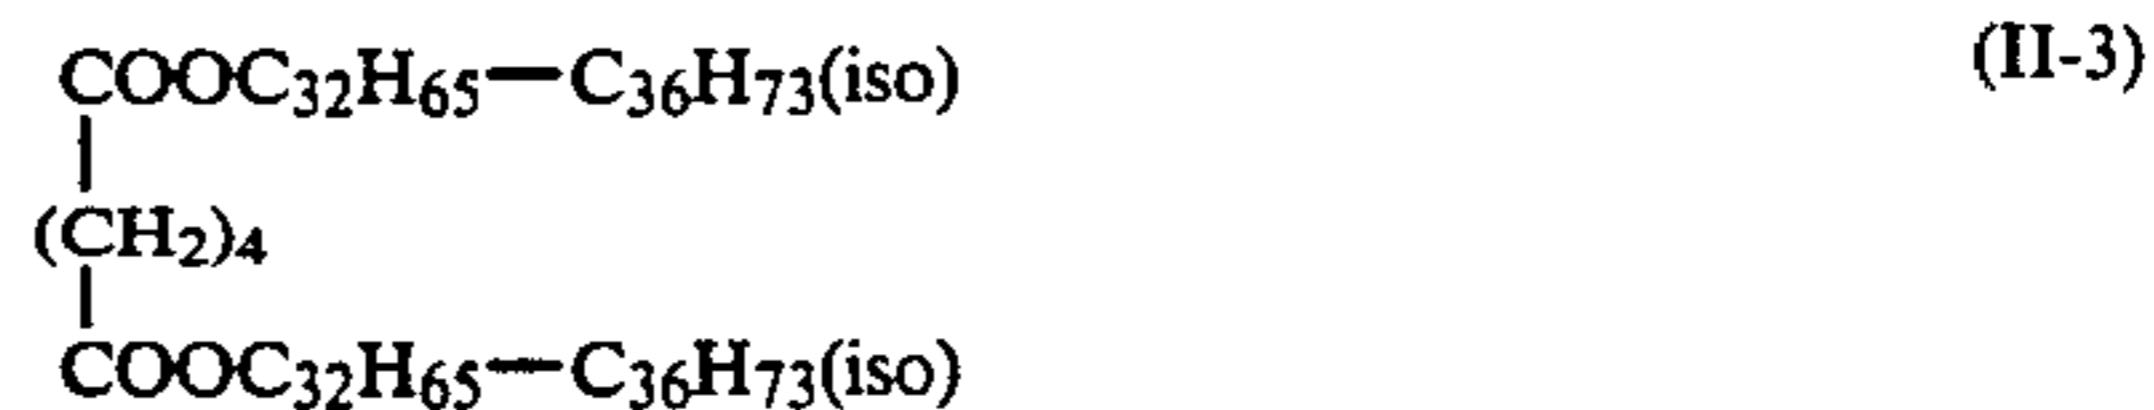 COOC₃₂H₆₅—C₃₆H₇₃(iso) (II-3)
(CH₂)₄
COOC₃₂H₆₅—C₃₆H₇₃(iso)